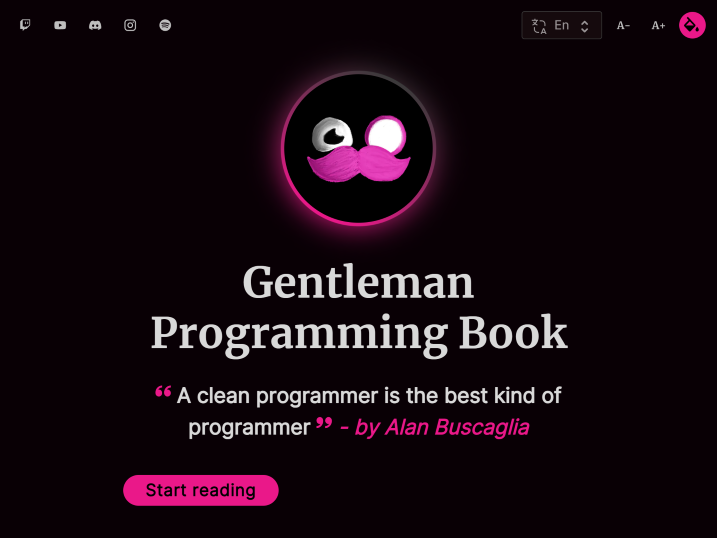 En A- A+
Gentleman
Programming Book
❝ A clean programmer is the best kind of
programmer ❞ - by Alan Buscaglia
Start reading